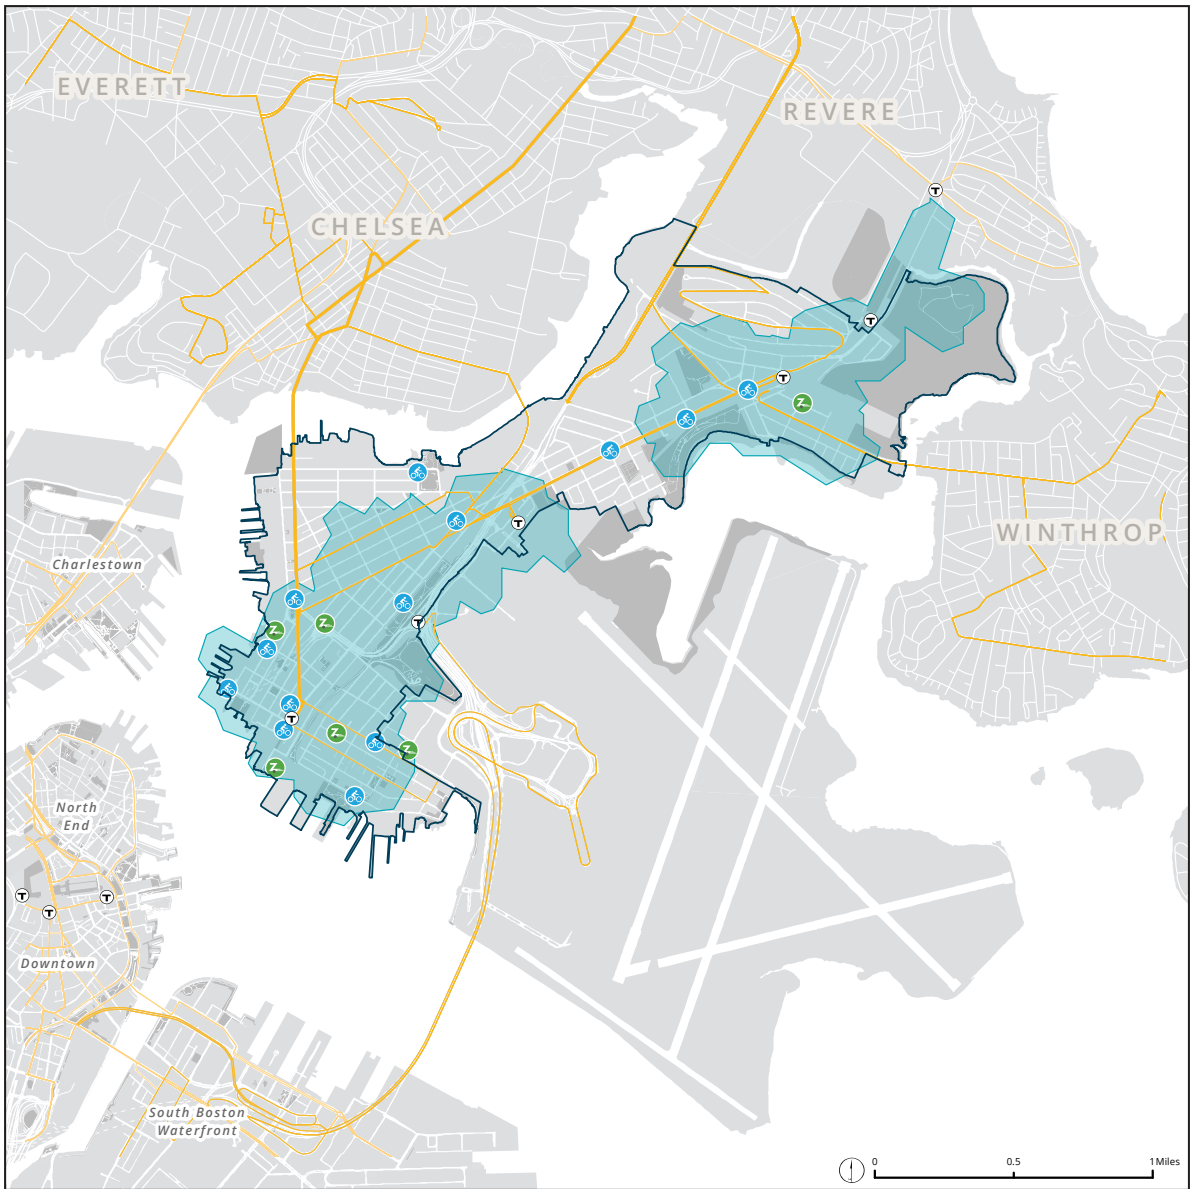 EVERETT
REVERE
CHELSEA
T
T
T
WINTHROP
T
Charlestown
T
T
North
End
T
T
T
Downtown
South Boston
Waterfront
0
0.5
1 Miles
Z
Z
Z
Z
Z
Z